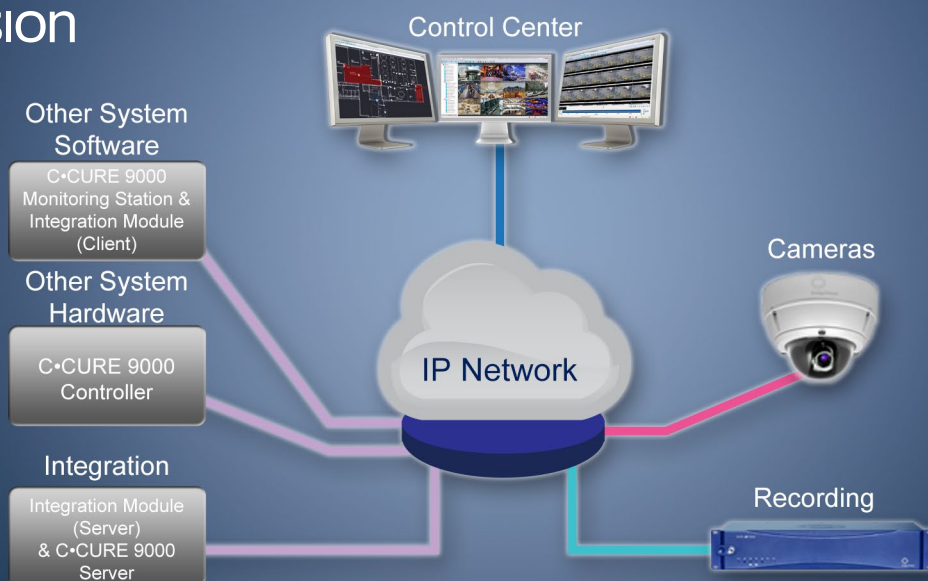 sion
Control Center
Other System
Software
C•CURE 9000
Monitoring Station &
Integration Module
(Client)
Other System
Hardware
C•CURE 9000
Controller
Integration
Integration Module
(Server)
& C•CURE 9000
Server
IP Network
Cameras
Recording